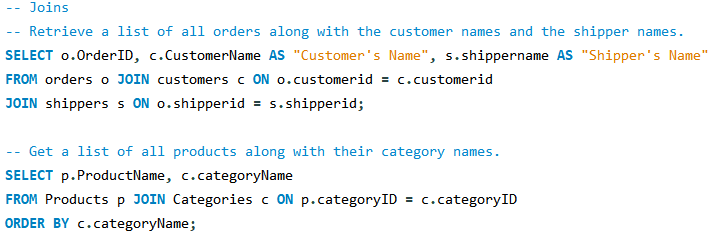 -- Joins
-- Retrieve a list of all orders along with the customer names and the shipper names.
SELECT o.OrderID, c.CustomerName AS "Customer's Name", s.shippername AS "Shipper's Name"
FROM orders o JOIN customers c ON o.customerid = c.customerid
JOIN shippers s ON o.shipperid = s.shipperid;
-- Get a list of all products along with their category names.
SELECT p.ProductName, c.categoryName
FROM Products p JOIN Categories c ON p.categoryID = c.categoryID
ORDER BY c.categoryName;